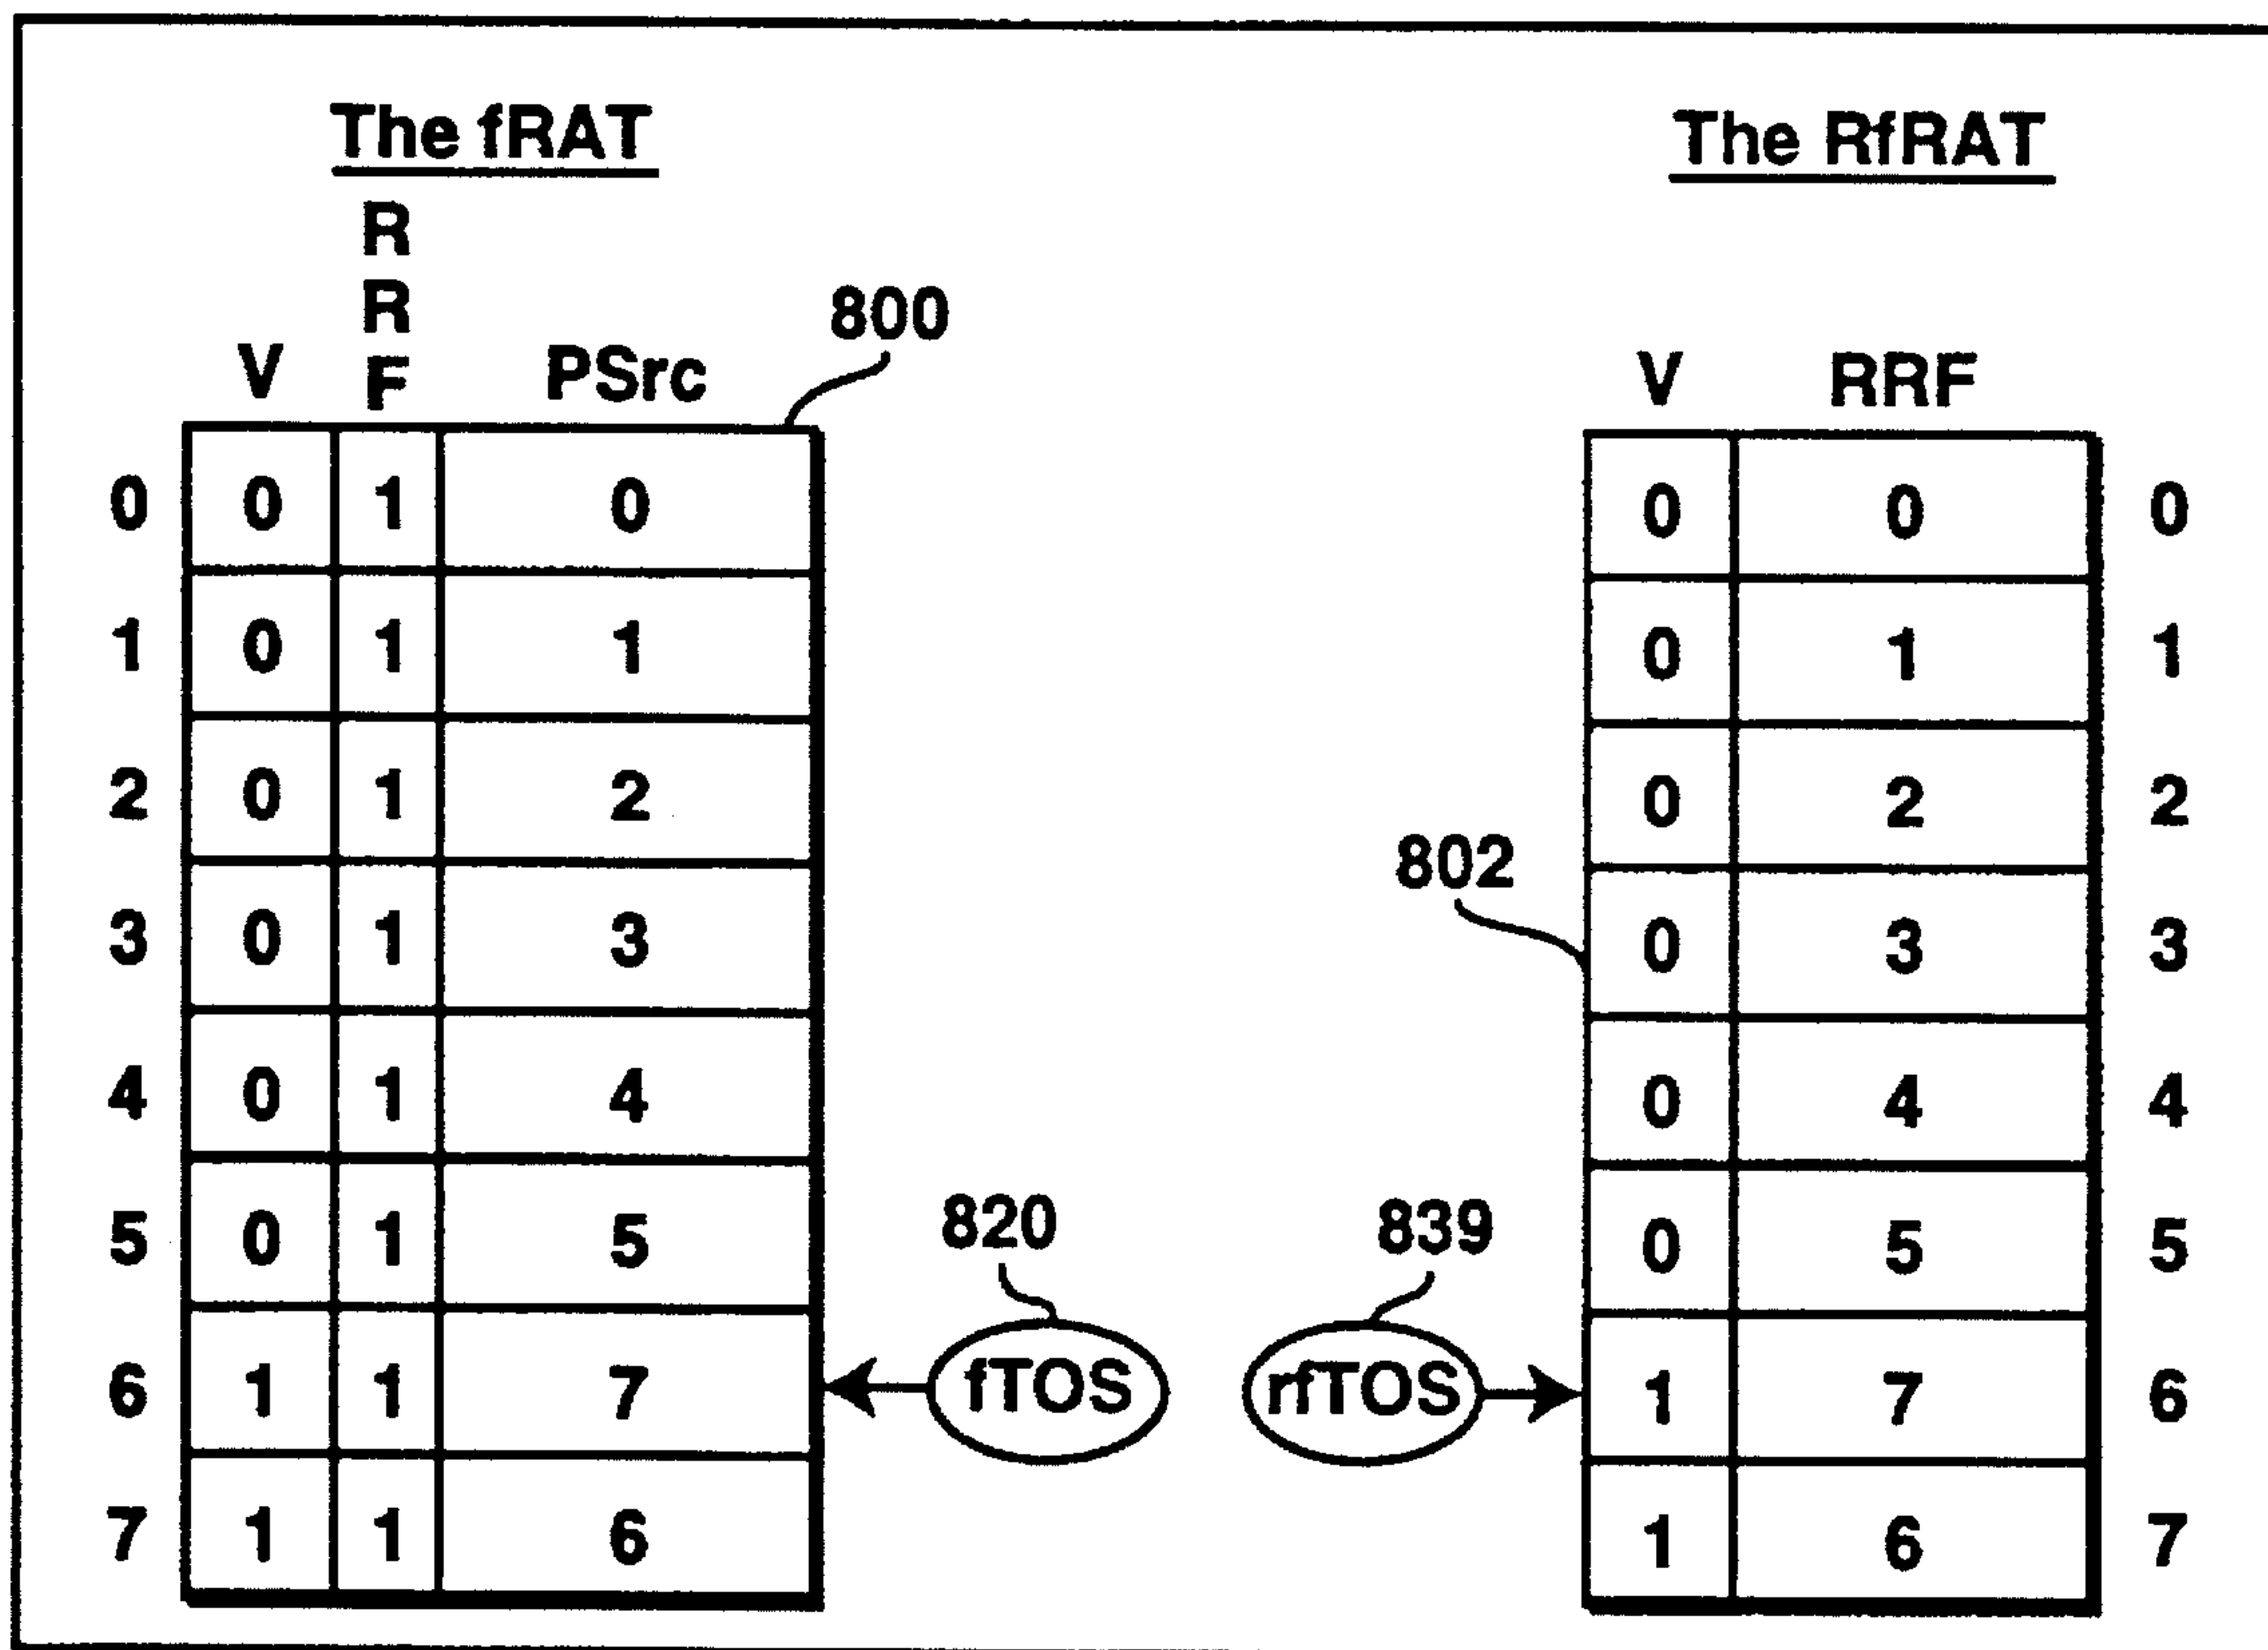 The fRAT
R
R
V F PSrc
800
0 0 1 0
1 0 1 1
2 0 1 2
3 0 1 3
4 0 1 4
5 0 1 5
6 1 1 7
7 1 1 6
820
fTOS
The RfRAT
V RRF
802
0 0 0
0 1 1
0 2 2
0 3 3
0 4 4
0 5 5
1 7 6
1 6 7
839
rfTOS